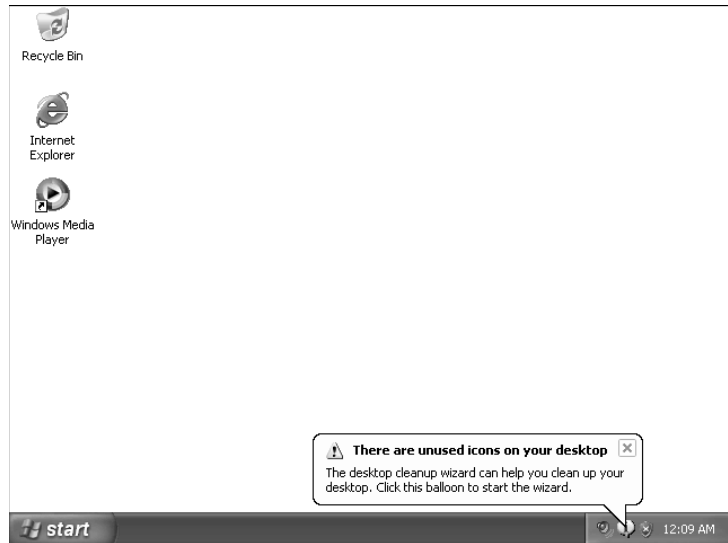 Recycle Bin
Internet
Explorer
Windows Media
Player
There are unused icons on your desktop
The desktop cleanup wizard can help you clean up your
desktop. Click this balloon to start the wizard.
start
12:09 AM